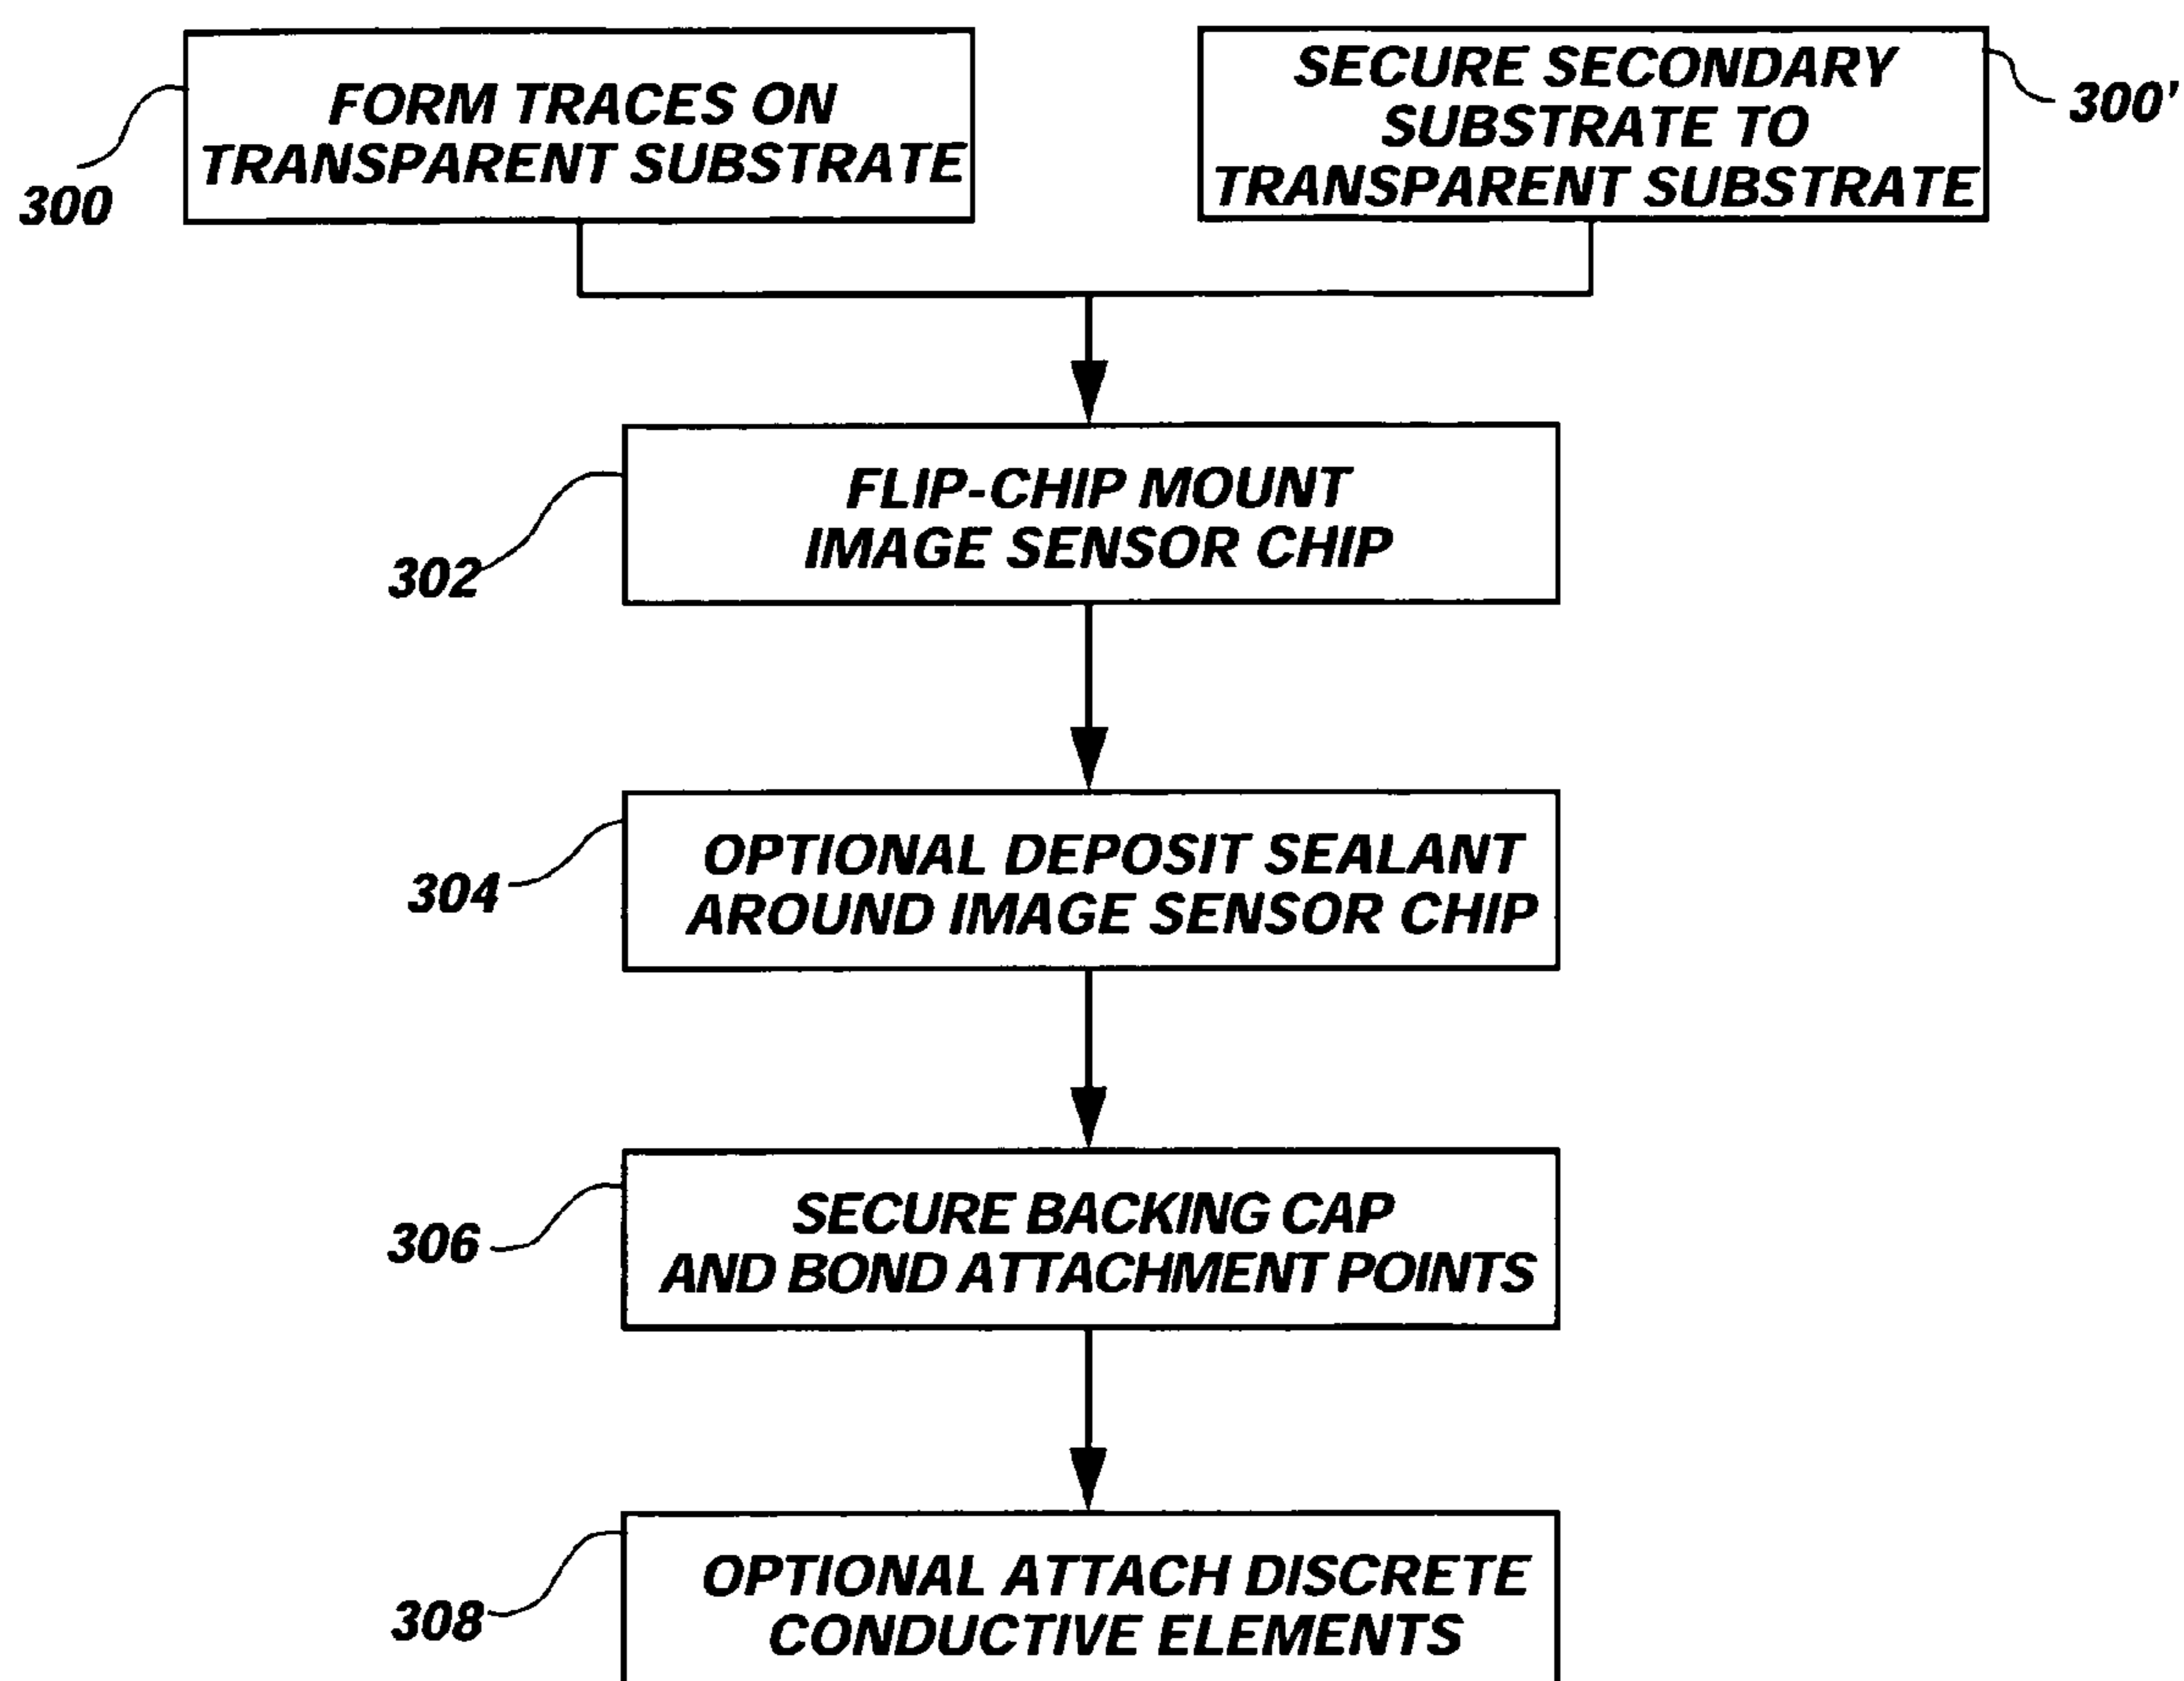 FORM TRACES ON
TRANSPARENT SUBSTRATE
300
SECURE SECONDARY
SUBSTRATE TO
TRANSPARENT SUBSTRATE
300'
FLIP-CHIP MOUNT
IMAGE SENSOR CHIP
302
OPTIONAL DEPOSIT SEALANT
AROUND IMAGE SENSOR CHIP
304
SECURE BACKING CAP
AND BOND ATTACHMENT POINTS
306
OPTIONAL ATTACH DISCRETE
CONDUCTIVE ELEMENTS
308